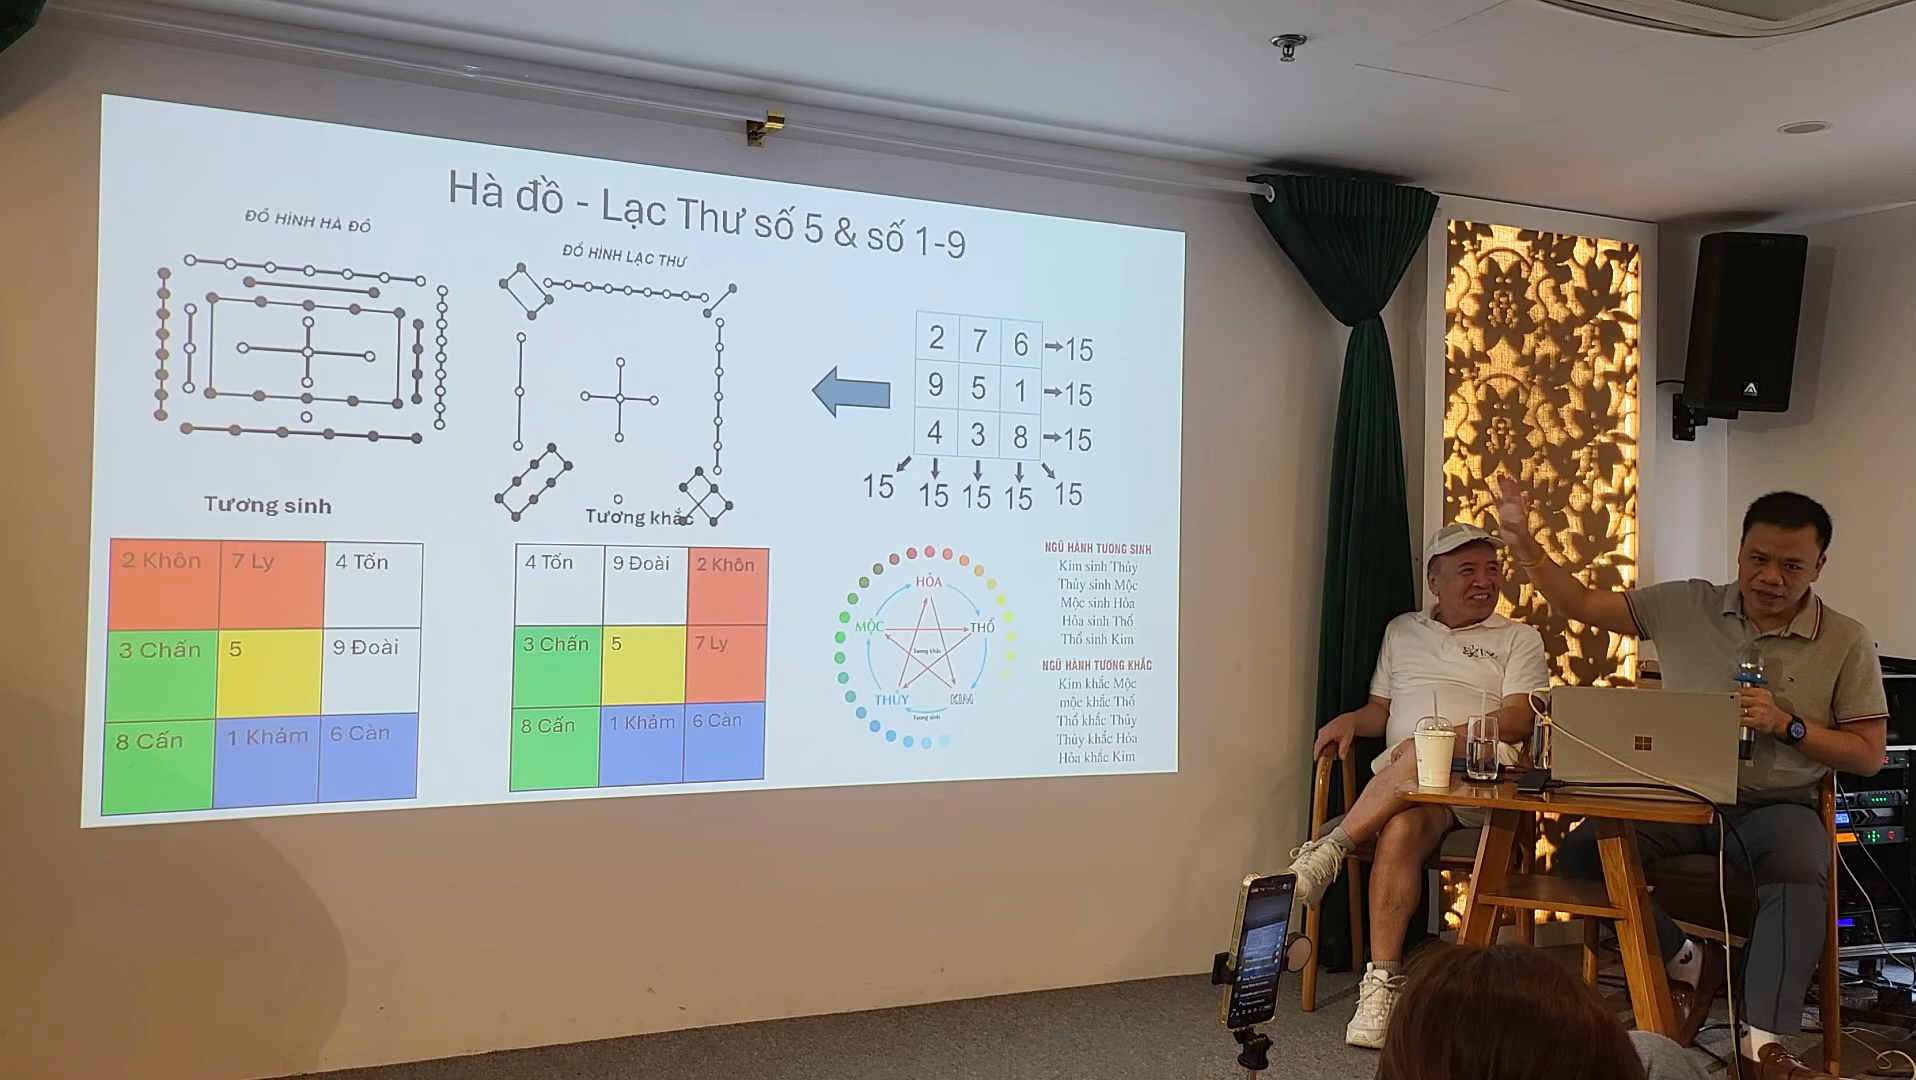 Hà đồ - Lạc Thư số 5 & số 1-9
ĐỒ HÌNH HÀ ĐỒ
ĐỒ HÌNH LẠC THƯ
2 7 6 →15
9 5 1 →15
4 3 8 →15
15 15 15 15 15
Tương sinh
2 Khôn 7 Ly 4 Tốn
3 Chấn 5 9 Đoài
8 Cấn 1 Khảm 6 Càn
Tương khắc
4 Tốn 9 Đoài 2 Khôn
3 Chấn 5 7 Ly
8 Cấn 1 Khảm 6 Càn
HỎA
MỘC
THỔ
Tương khắc
THỦY
KIM
Tương sinh
NGŨ HÀNH TƯƠNG SINH
Kim sinh Thủy
Thủy sinh Mộc
Mộc sinh Hỏa
Hỏa sinh Thổ
Thổ sinh Kim
NGŨ HÀNH TƯƠNG KHẮC
Kim khắc Mộc
mộc khắc Thổ
Thổ khắc Thủy
Thủy khắc Hỏa
Hỏa khắc Kim